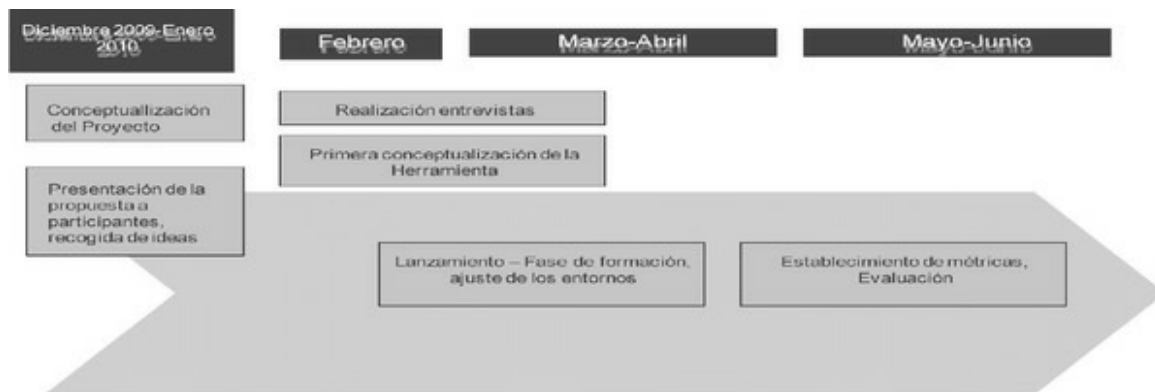 Diciembre 2009-Enero
2010
Febrero
Marzo-Abril
Mayo-Junio
Conceptuallización
del Proyecto
Realización entrevistas
Primera conceptualización de la
Herramienta
Presentación de la
propuesta a
participantes,
recogida de ideas
Lanzamiento – Fase de formación,
ajuste de los entornos
Establecimiento de métricas,
Evaluación